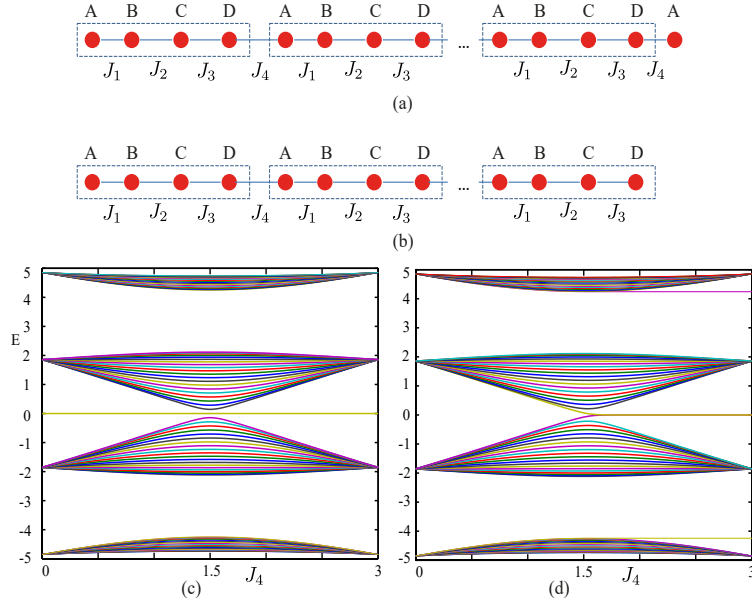 A B C D A B C D A B C D A
...
J1 J2 J3 J4 J1 J2 J3 J1 J2 J3 J4
(a)
A B C D A B C D A B C D
...
J1 J2 J3 J4 J1 J2 J3 J1 J2 J3
(b)
5 5
4 4
3 3
E
2 2
1 1
0 0
-1 -1
-2 -2
-3 -3
-4 -4
-5 -5
0 1.5 J4 3 0 1.5 J4 3
(c) (d)